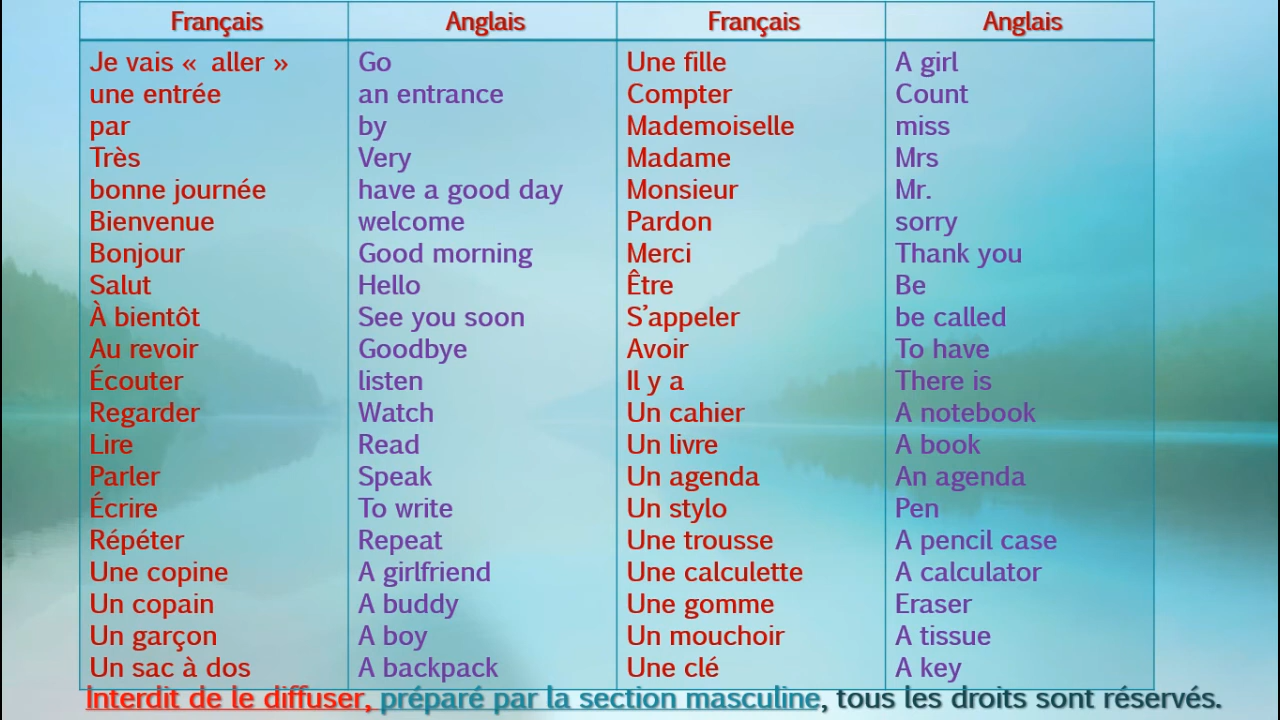 Français Anglais Français Anglais
Je vais « aller » Go Une fille A girl
une entrée an entrance Compter Count
par by Mademoiselle miss
Très Very Madame Mrs
bonne journée have a good day Monsieur Mr.
Bienvenue welcome Pardon sorry
Bonjour Good morning Merci Thank you
Salut Hello Être Be
À bientôt See you soon S’appeler be called
Au revoir Goodbye Avoir To have
Écouter listen Il y a There is
Regarder Watch Un cahier A notebook
Lire Read Un livre A book
Parler Speak Un agenda An agenda
Écrire To write Un stylo Pen
Répéter Repeat Une trousse A pencil case
Une copine A girlfriend Une calculette A calculator
Un copain A buddy Une gomme Eraser
Un garçon A boy Un mouchoir A tissue
Un sac à dos A backpack Une clé A key
Interdit de le diffuser, préparé par la section masculine, tous les droits sont réservés.